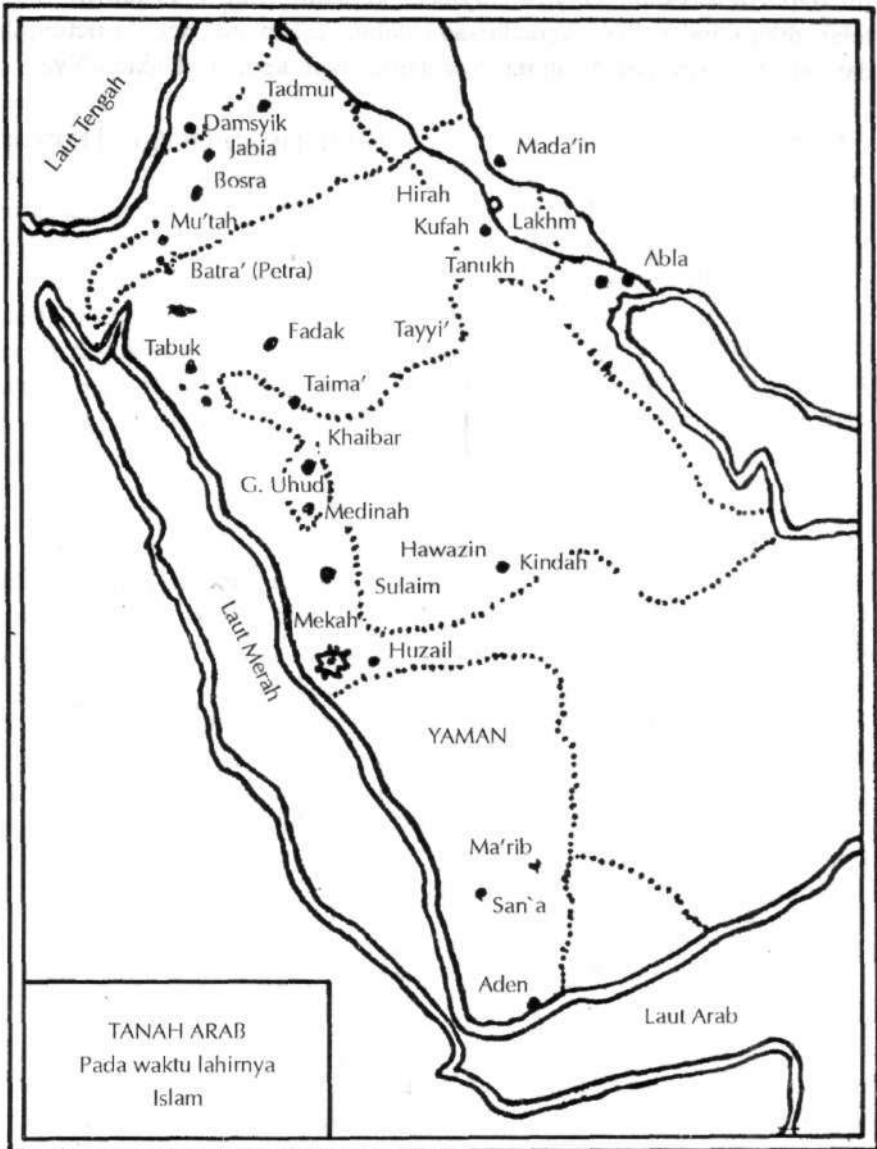 Laut Tengah
Tadmur
Damsyik
Jabia
Bosra
Mu'tah
Batra' (Petra)
Mada'in
Hirah
Lakhm
Kufah
Tanukh
Abla
Fadak
Tayyi'
Tabuk
Taima'
Khaibar
G. Uhud
Medinah
Hawazin
Kindah
Sulaim
Mekah
Huzail
Laut Merah
YAMAN
Ma'rib
San`a
Aden
Laut Arab
TANAH ARAB
Pada waktu lahirnya
Islam